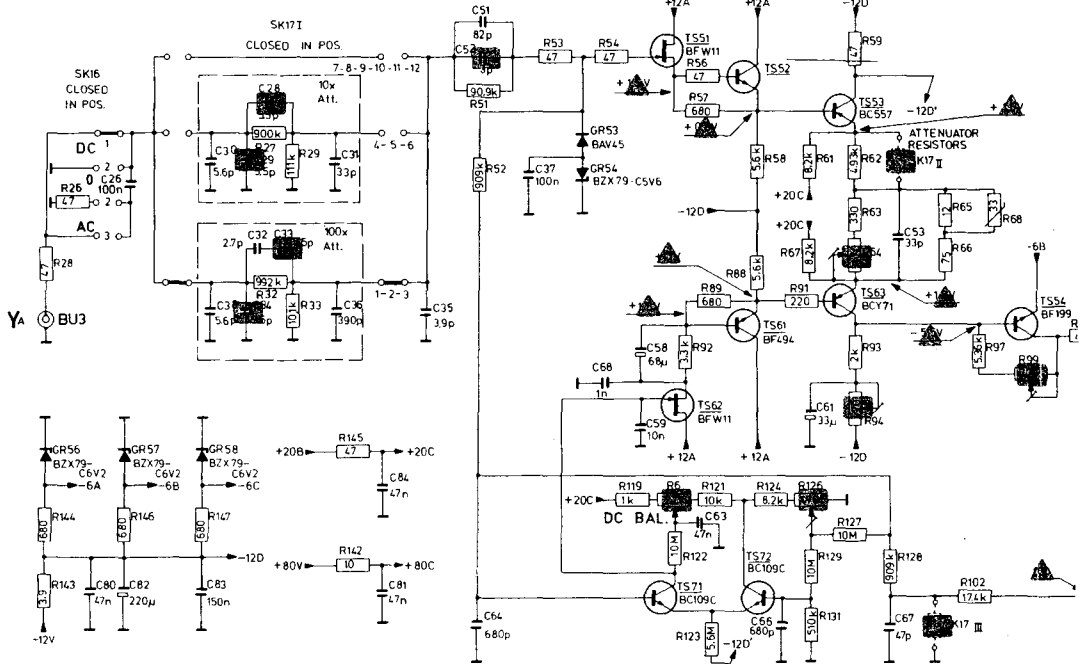 +12A
+12A
-12D
C51
82p
SK17I
CLOSED IN POS.
7-8-9-10-11-12
SK16
CLOSED
IN POS.
10x
Att.
900k
R27
R29
111k
C30
5.6p
C31
33p
4-5-6
DC
1
2
0
C26
100n
2
R26
47
AC
3
R28
47
YA
BU3
2.7p
C32
C33
100x
Att.
992k
R32
R33
10.1k
5.6p
C36
390p
1-2-3
C35
3,9p
90.9k
R51
R53
47
R54
47
R52
909k
GR53
BAV45
GR54
BZX79-C5V6
C37
100n
TS51
BFW11
R56
47
TS52
R57
680
R59
47
TS53
BC557
-12D'
ATTENUATOR
RESISTORS
K17 II
5.6k
R58
R61
8.2k
4.93k
R62
+20C
+20C
R67
8.2k
330
R63
C53
33p
12
R65
33
R68
75
R66
-12D
R88
5.6k
R89
680
R91
220
TS63
BCY71
-6B
TS54
BF199
TS61
BF494
C58
68µ
3.3k
R92
C68
1n
TS62
BFW11
C59
10n
+12A
+12A
2k
R93
C61
33µ
R94
-12D
5.36k
R97
R99
GR56
BZX79-
C6V2
-6A
GR57
BZX79-
C6V2
-6B
GR58
BZX79-
C6V2
-6C
R144
680
R146
680
R147
680
-12D
R143
3.9
-12V
C80
47n
C82
220µ
C83
150n
+20B
R145
47
+20C
C84
47n
+80V
R142
10
+80C
C81
47n
+20C
R119
1k
R6
R121
10k
R124
8.2k
R126
DC BAL.
C63
47n
10M
R122
R127
10M
R129
10M
R128
909k
TS71
BC109C
TS72
BC109C
C64
680p
R123
5.6M
-12D'
C66
680p
R131
510k
C67
47p
K17 III
R102
17.4k